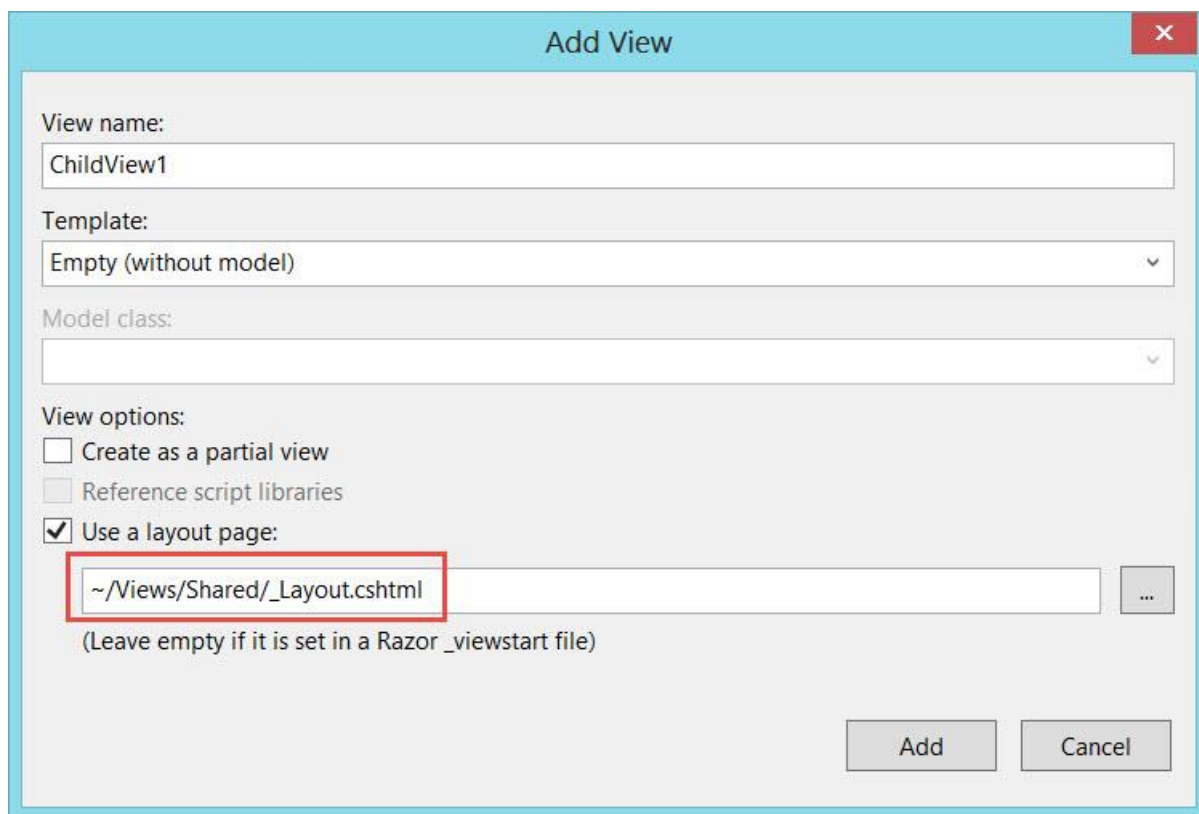 Add View
View name:
ChildView1
Template:
Empty (without model)
Model class:
View options:
Create as a partial view
Reference script libraries
Use a layout page:
~/Views/Shared/_Layout.cshtml
...
(Leave empty if it is set in a Razor _viewstart file)
Add Cancel